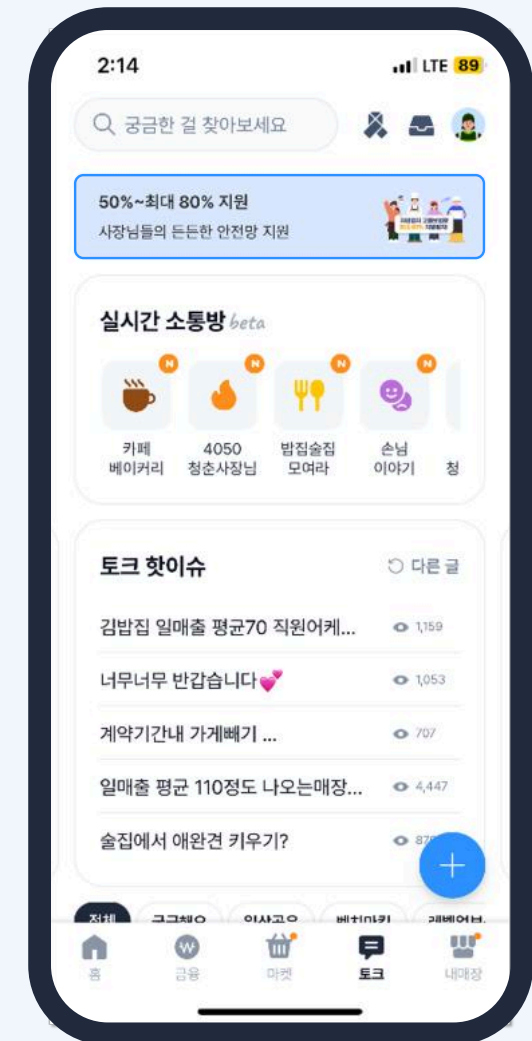 2:14
LTE 89
궁금한 걸 찾아보세요
50%~최대 80% 지원
사장님들의 든든한 안전망 지원
실시간 소통방 beta
N N N N
카페 베이커리
4050 청춘사장님
밥집술집 모여라
손님 이야기
청
토크 핫이슈
다른 글
김밥집 일매출 평균70 직원어케... 1,159
너무너무 반갑습니다💕 1,053
계약기간내 가게빼기 ... 707
일매출 평균 110정도 나오는매장... 4,447
술집에서 애완견 키우기?
전체
홈
금융
마켓
토크
내매장